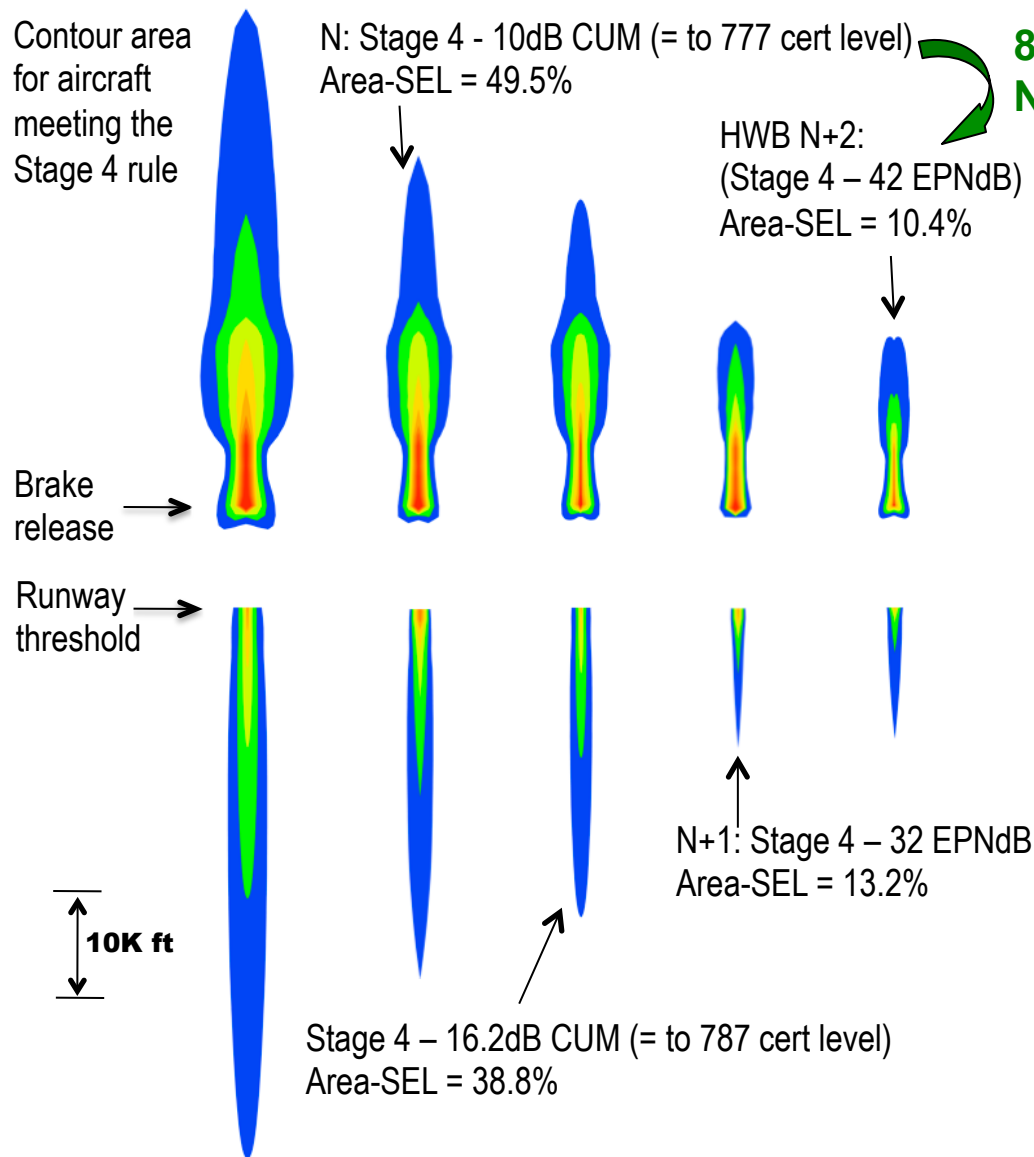 Contour area
for aircraft
meeting the
Stage 4 rule
N: Stage 4 - 10dB CUM (= to 777 cert level)
Area-SEL = 49.5%
8
N
HWB N+2:
(Stage 4 – 42 EPNdB)
Area-SEL = 10.4%
Brake
release
Runway
threshold
10K ft
N+1: Stage 4 – 32 EPNdB
Area-SEL = 13.2%
Stage 4 – 16.2dB CUM (= to 787 cert level)
Area-SEL = 38.8%